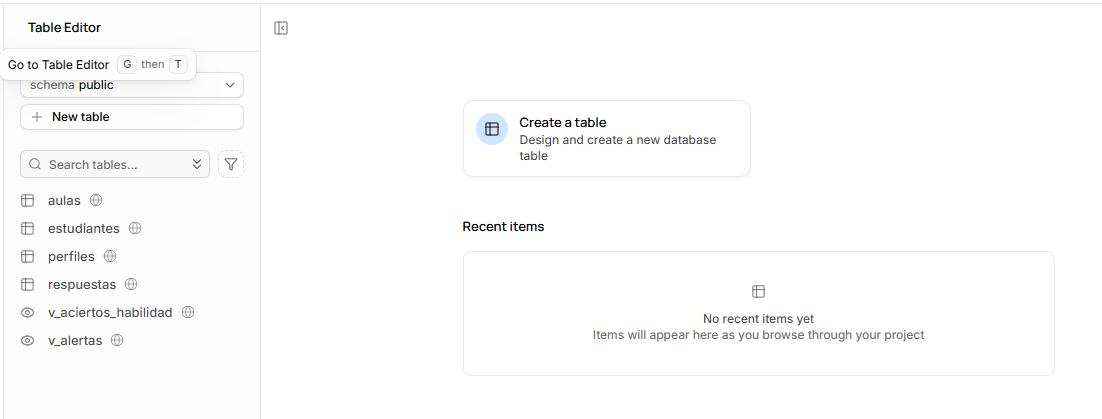 Table Editor
Go to Table Editor G then T
schema public
New table
Search tables...
aulas
estudiantes
perfiles
respuestas
v_aciertos_habilidad
v_alertas
Create a table
Design and create a new database
table
Recent items
No recent items yet
Items will appear here as you browse through your project